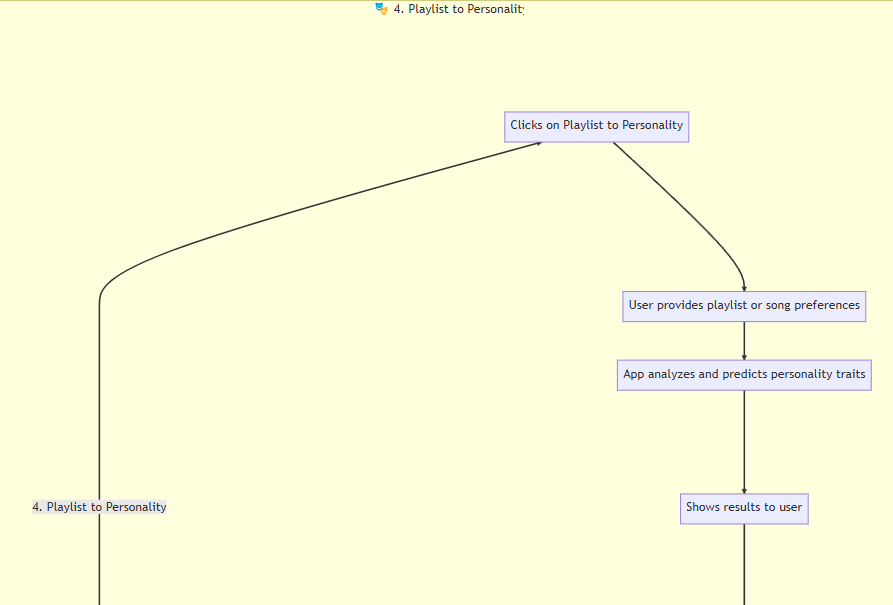 🎭 4. Playlist to Personality
Clicks on Playlist to Personality
User provides playlist or song preferences
App analyzes and predicts personality traits
4. Playlist to Personality
Shows results to user